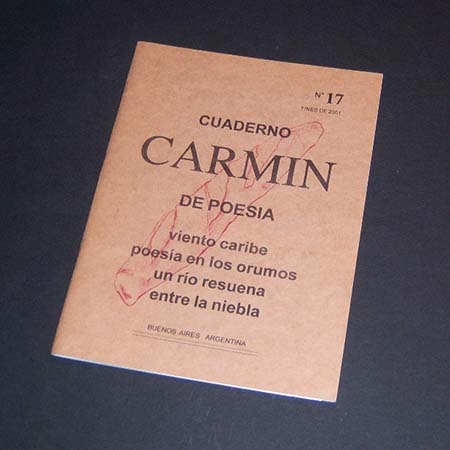 N° 17
FINES DE 2001
CUADERNO
CARMIN
DE POESIA
viento caribe
poesía en los orumos
un río resuena
entre la niebla
BUENOS AIRES ARGENTINA